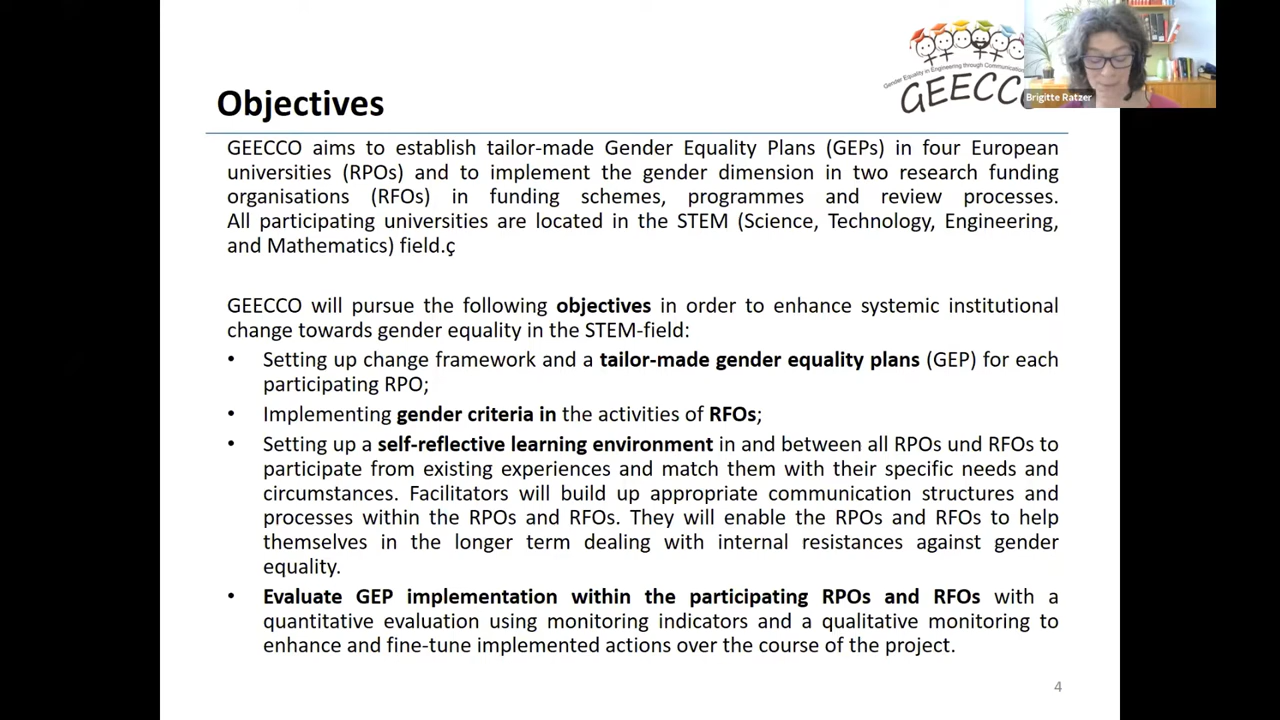 Gender Equality in Engineering through Communication
GEECC
Brigitte Ratzer
Objectives
GEECCO aims to establish tailor-made Gender Equality Plans (GEPs) in four European
universities (RPOs) and to implement the gender dimension in two research funding
organisations (RFOs) in funding schemes, programmes and review processes.
All participating universities are located in the STEM (Science, Technology, Engineering,
and Mathematics) field.ç
GEECCO will pursue the following objectives in order to enhance systemic institutional
change towards gender equality in the STEM-field:
• Setting up change framework and a tailor-made gender equality plans (GEP) for each
participating RPO;
• Implementing gender criteria in the activities of RFOs;
• Setting up a self-reflective learning environment in and between all RPOs und RFOs to
participate from existing experiences and match them with their specific needs and
circumstances. Facilitators will build up appropriate communication structures and
processes within the RPOs and RFOs. They will enable the RPOs and RFOs to help
themselves in the longer term dealing with internal resistances against gender
equality.
• Evaluate GEP implementation within the participating RPOs and RFOs with a
quantitative evaluation using monitoring indicators and a qualitative monitoring to
enhance and fine-tune implemented actions over the course of the project.
4